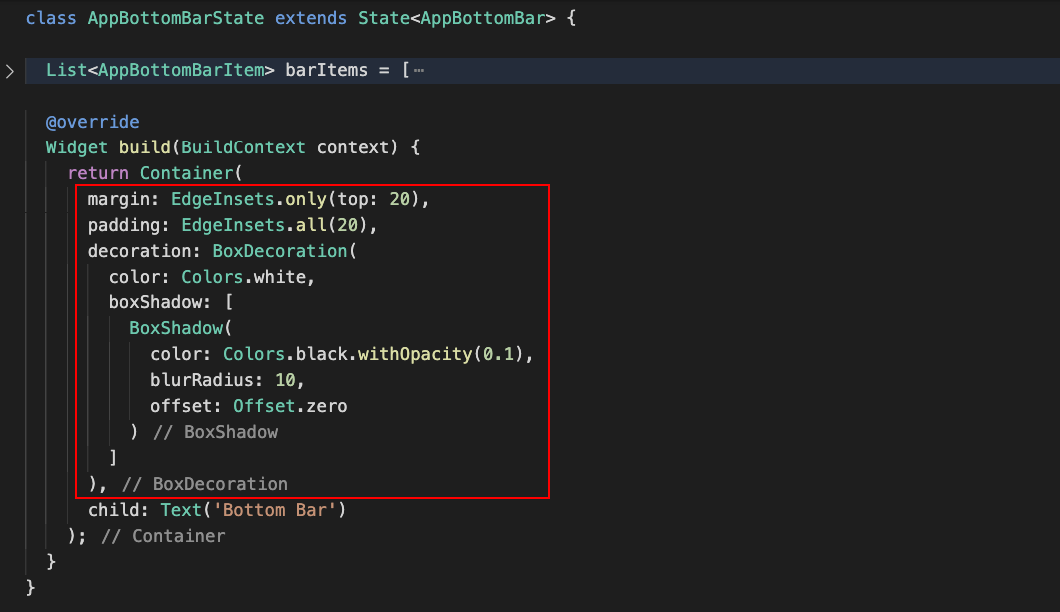 class AppBottomBarState extends State<AppBottomBar> {
List<AppBottomBarItem> barItems = [⋯
@override
Widget build(BuildContext context) {
return Container(
margin: EdgeInsets.only(top: 20),
padding: EdgeInsets.all(20),
decoration: BoxDecoration(
color: Colors.white,
boxShadow: [
BoxShadow(
color: Colors.black.withOpacity(0.1),
blurRadius: 10,
offset: Offset.zero
) // BoxShadow
]
), // BoxDecoration
child: Text('Bottom Bar')
); // Container
}
}